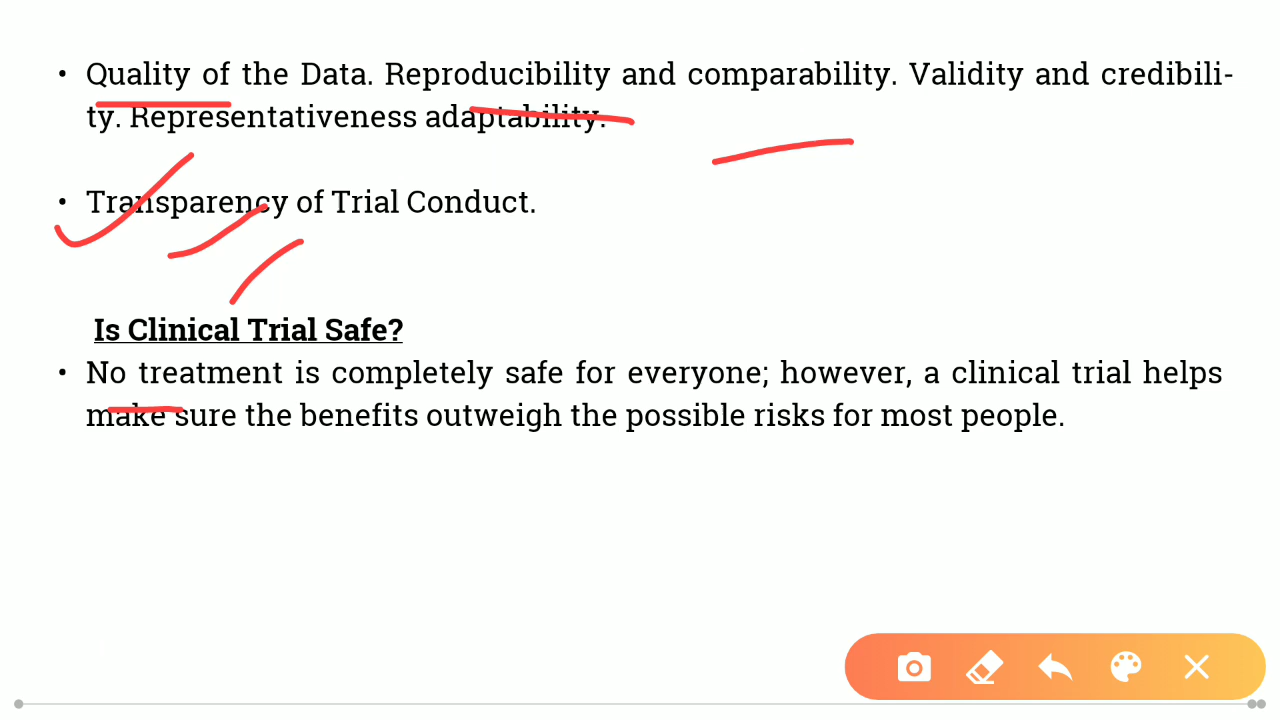 • Quality of the Data. Reproducibility and comparability. Validity and credibili-
ty. Representativeness adaptability.
• Transparency of Trial Conduct.
Is Clinical Trial Safe?
• No treatment is completely safe for everyone; however, a clinical trial helps
make sure the benefits outweigh the possible risks for most people.